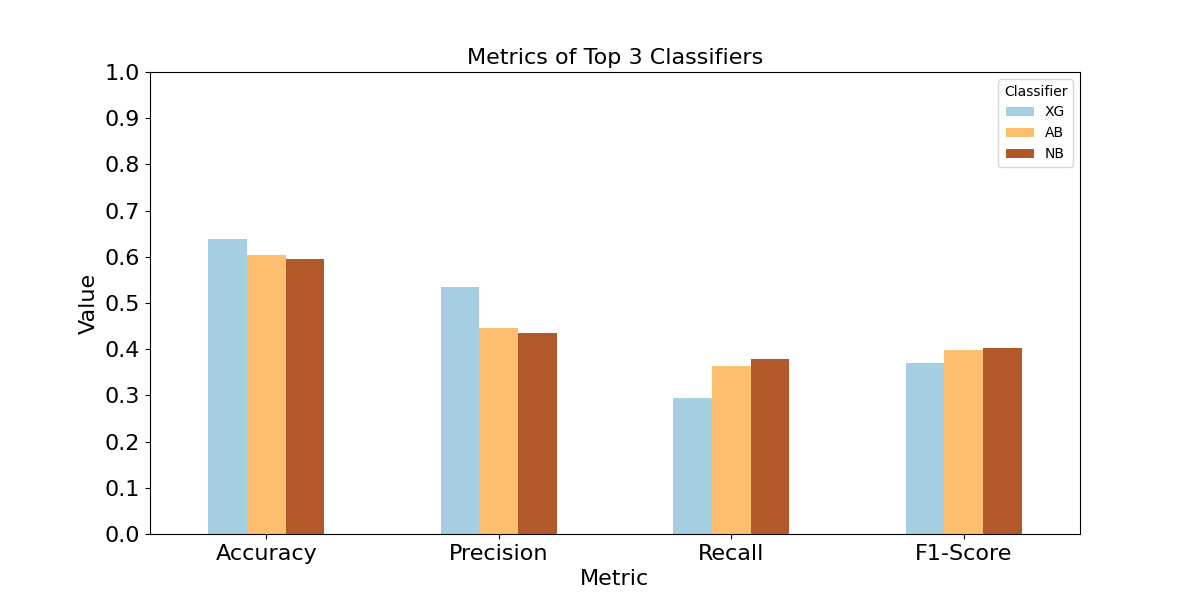 Metrics of Top 3 Classifiers
1.0
0.9
0.8
0.7
0.6
0.5
0.4
0.3
0.2
0.1
0.0
Value
Classifier
XG
AB
NB
Accuracy Precision Recall F1-Score
Metric